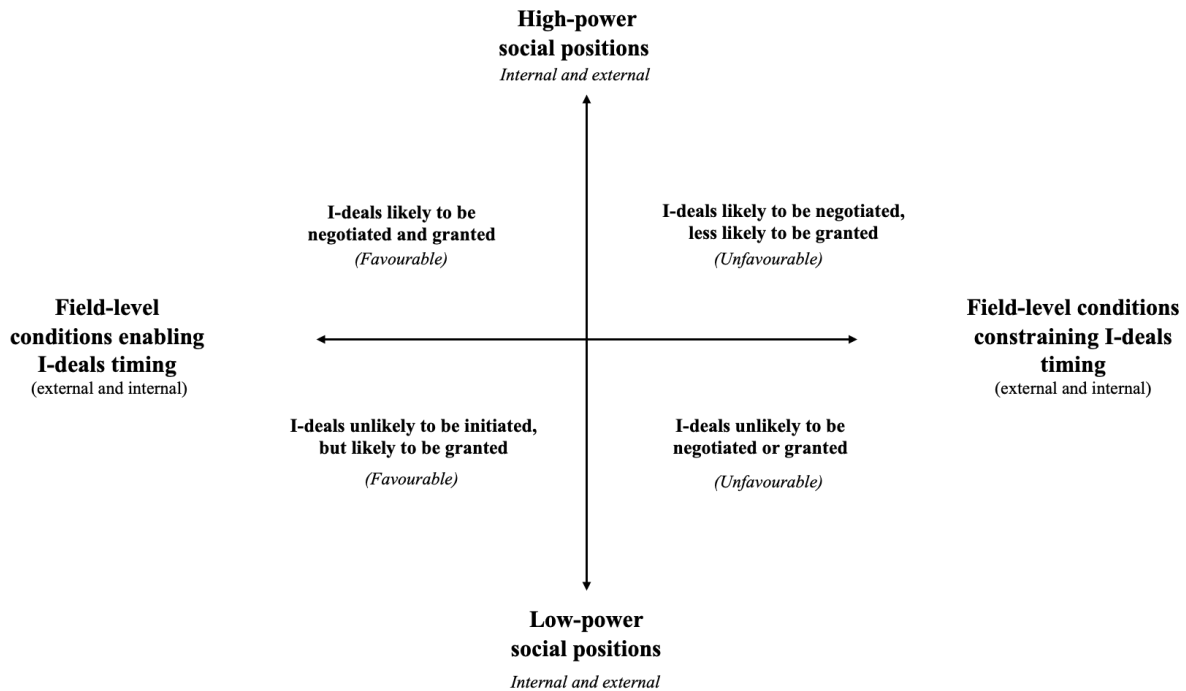 High-power
social positions
Internal and external
I-deals likely to be
negotiated and granted
(Favourable)
I-deals likely to be negotiated,
less likely to be granted
(Unfavourable)
Field-level
conditions enabling
I-deals timing
(external and internal)
Field-level conditions
constraining I-deals
timing
(external and internal)
I-deals unlikely to be initiated,
but likely to be granted
(Favourable)
I-deals unlikely to be
negotiated or granted
(Unfavourable)
Low-power
social positions
Internal and external